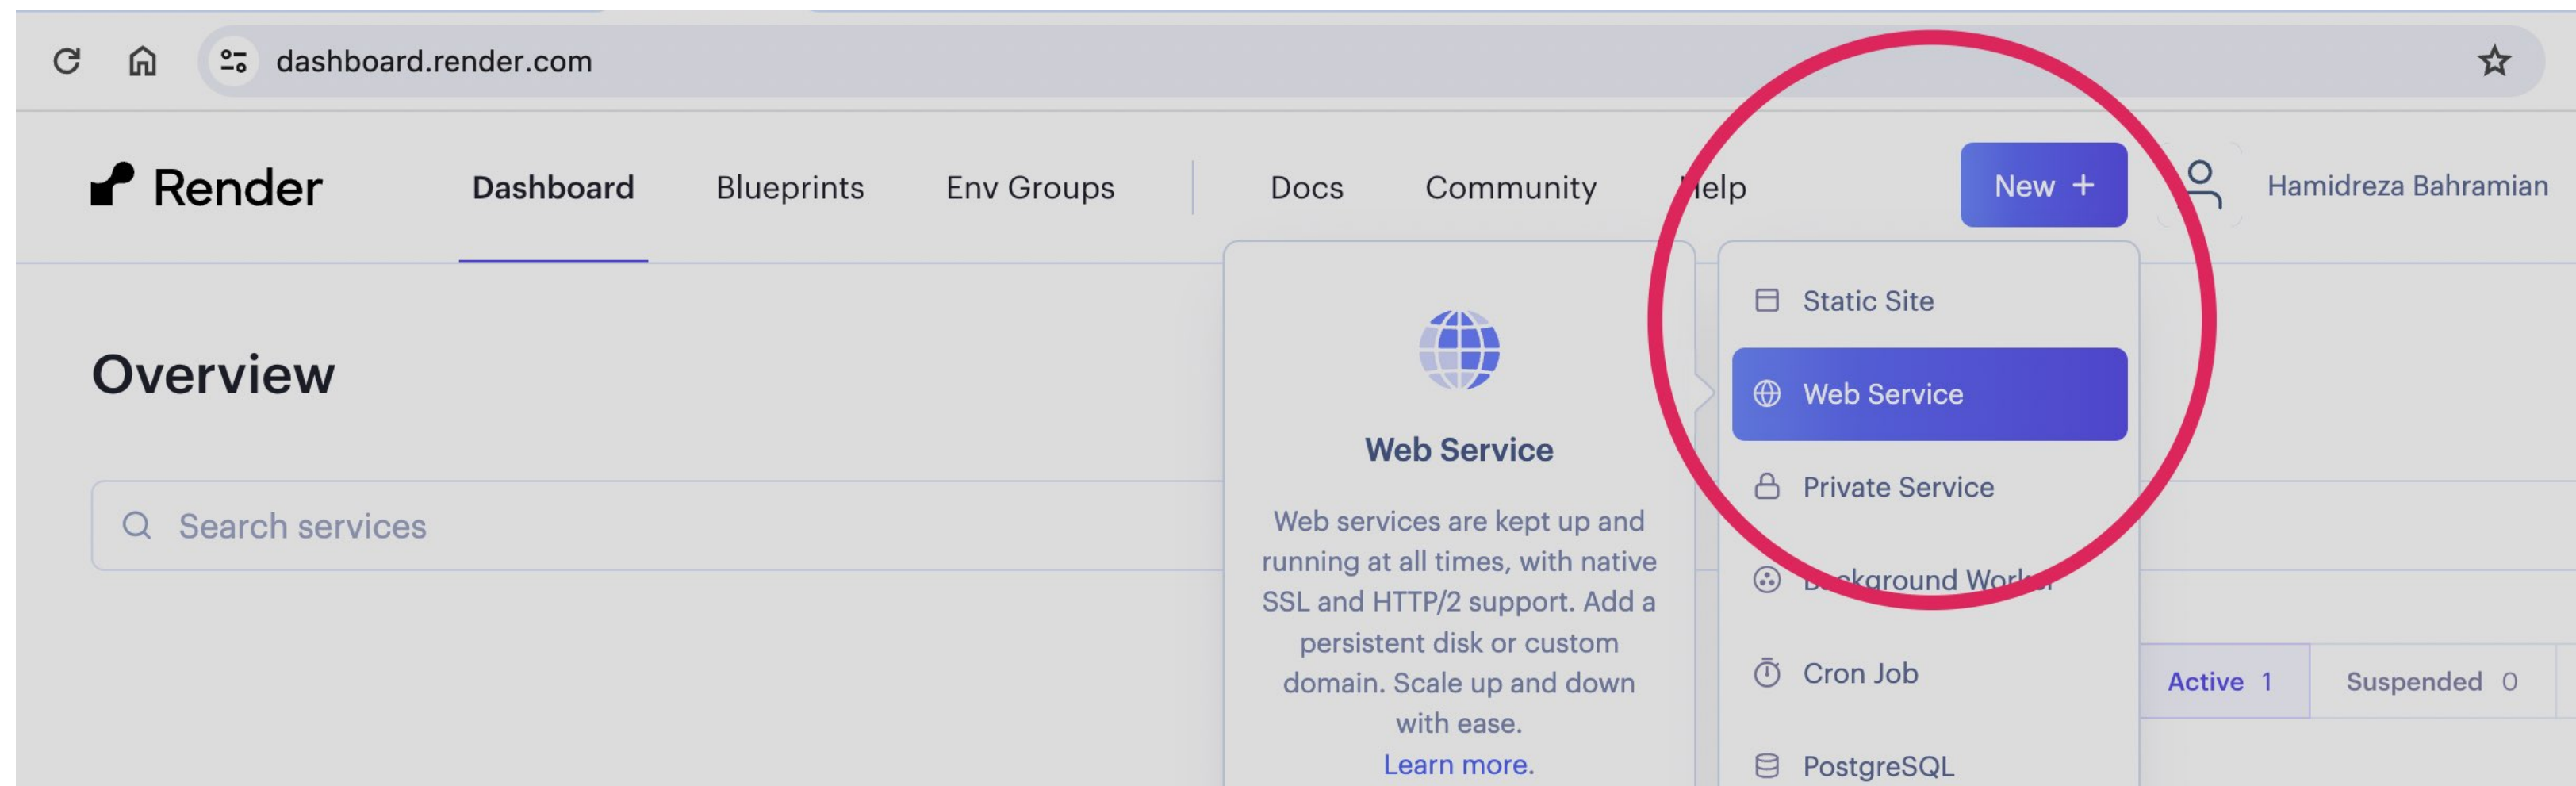 dashboard.render.com
Render
Dashboard
Blueprints
Env Groups
Docs
Community
Help
New +
Hamidreza Bahramian
Overview
Search services
Web Service
Web services are kept up and
running at all times, with native
SSL and HTTP/2 support. Add a
persistent disk or custom
domain. Scale up and down
with ease.
Learn more.
Static Site
Web Service
Private Service
Background Worker
Cron Job
PostgreSQL
Active 1
Suspended 0